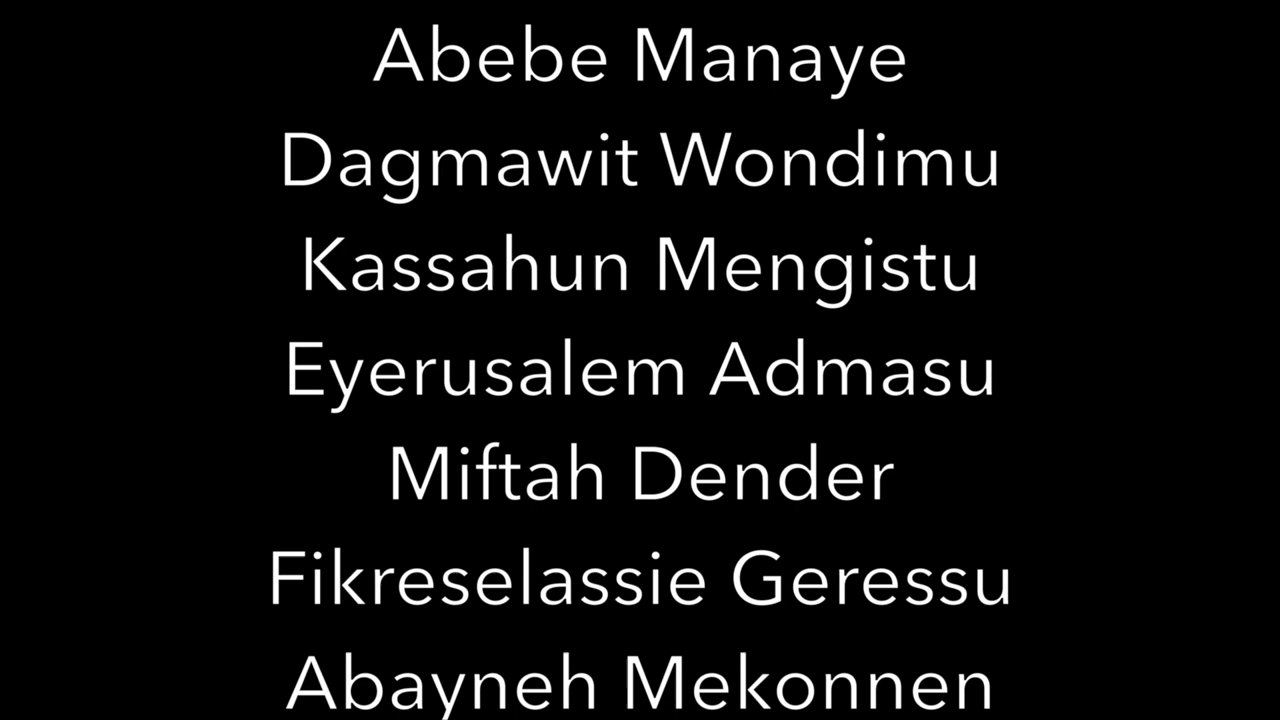 Abebe Manaye
Dagmawit Wondimu
Kassahun Mengistu
Eyerusalem Admasu
Miftah Dender
Fikreselassie Geressu
Abayneh Mekonnen